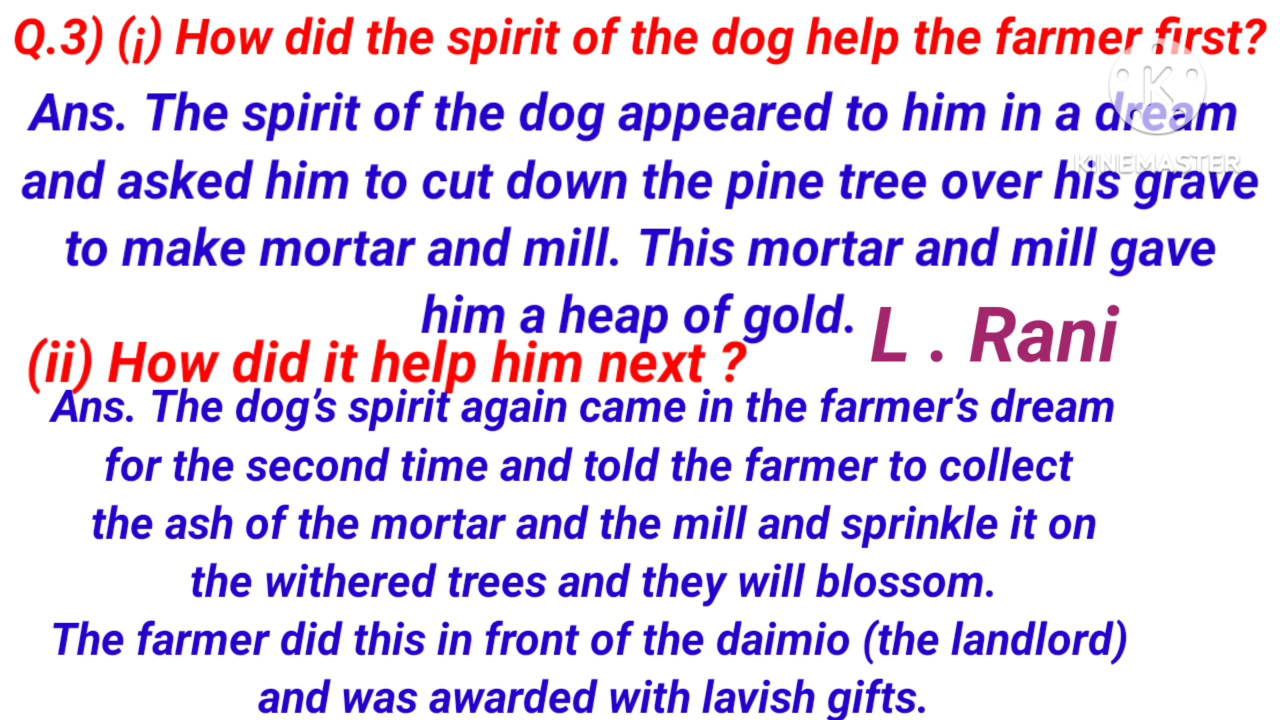 Q.3) (i) How did the spirit of the dog help the farmer first?
Ans. The spirit of the dog appeared to him in a dream
and asked him to cut down the pine tree over his grave
to make mortar and mill. This mortar and mill gave
him a heap of gold.
L . Rani
(ii) How did it help him next ?
Ans. The dog’s spirit again came in the farmer’s dream
for the second time and told the farmer to collect
the ash of the mortar and the mill and sprinkle it on
the withered trees and they will blossom.
The farmer did this in front of the daimio (the landlord)
and was awarded with lavish gifts.
K
KINEMASTER